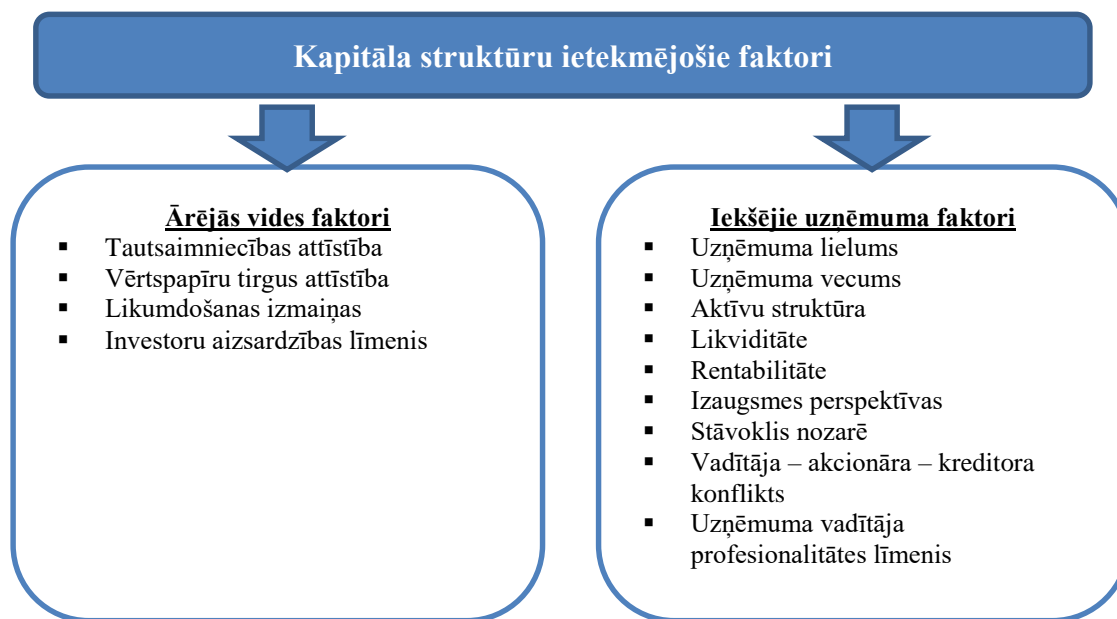 Kapitāla struktūru ietekmējošie faktori
Ārējās vides faktori
▪ Tautsaimniecības attīstība
▪ Vērtspapīru tirgus attīstība
▪ Likumdošanas izmaiņas
▪ Investoru aizsardzības līmenis
Iekšējie uzņēmuma faktori
▪ Uzņēmuma lielums
▪ Uzņēmuma vecums
▪ Aktīvu struktūra
▪ Likviditāte
▪ Rentabilitāte
▪ Izaugsmes perspektīvas
▪ Stāvoklis nozarē
▪ Vadītāja – akcionāra – kreditora
konflikts
▪ Uzņēmuma vadītāja
profesionalitātes līmenis